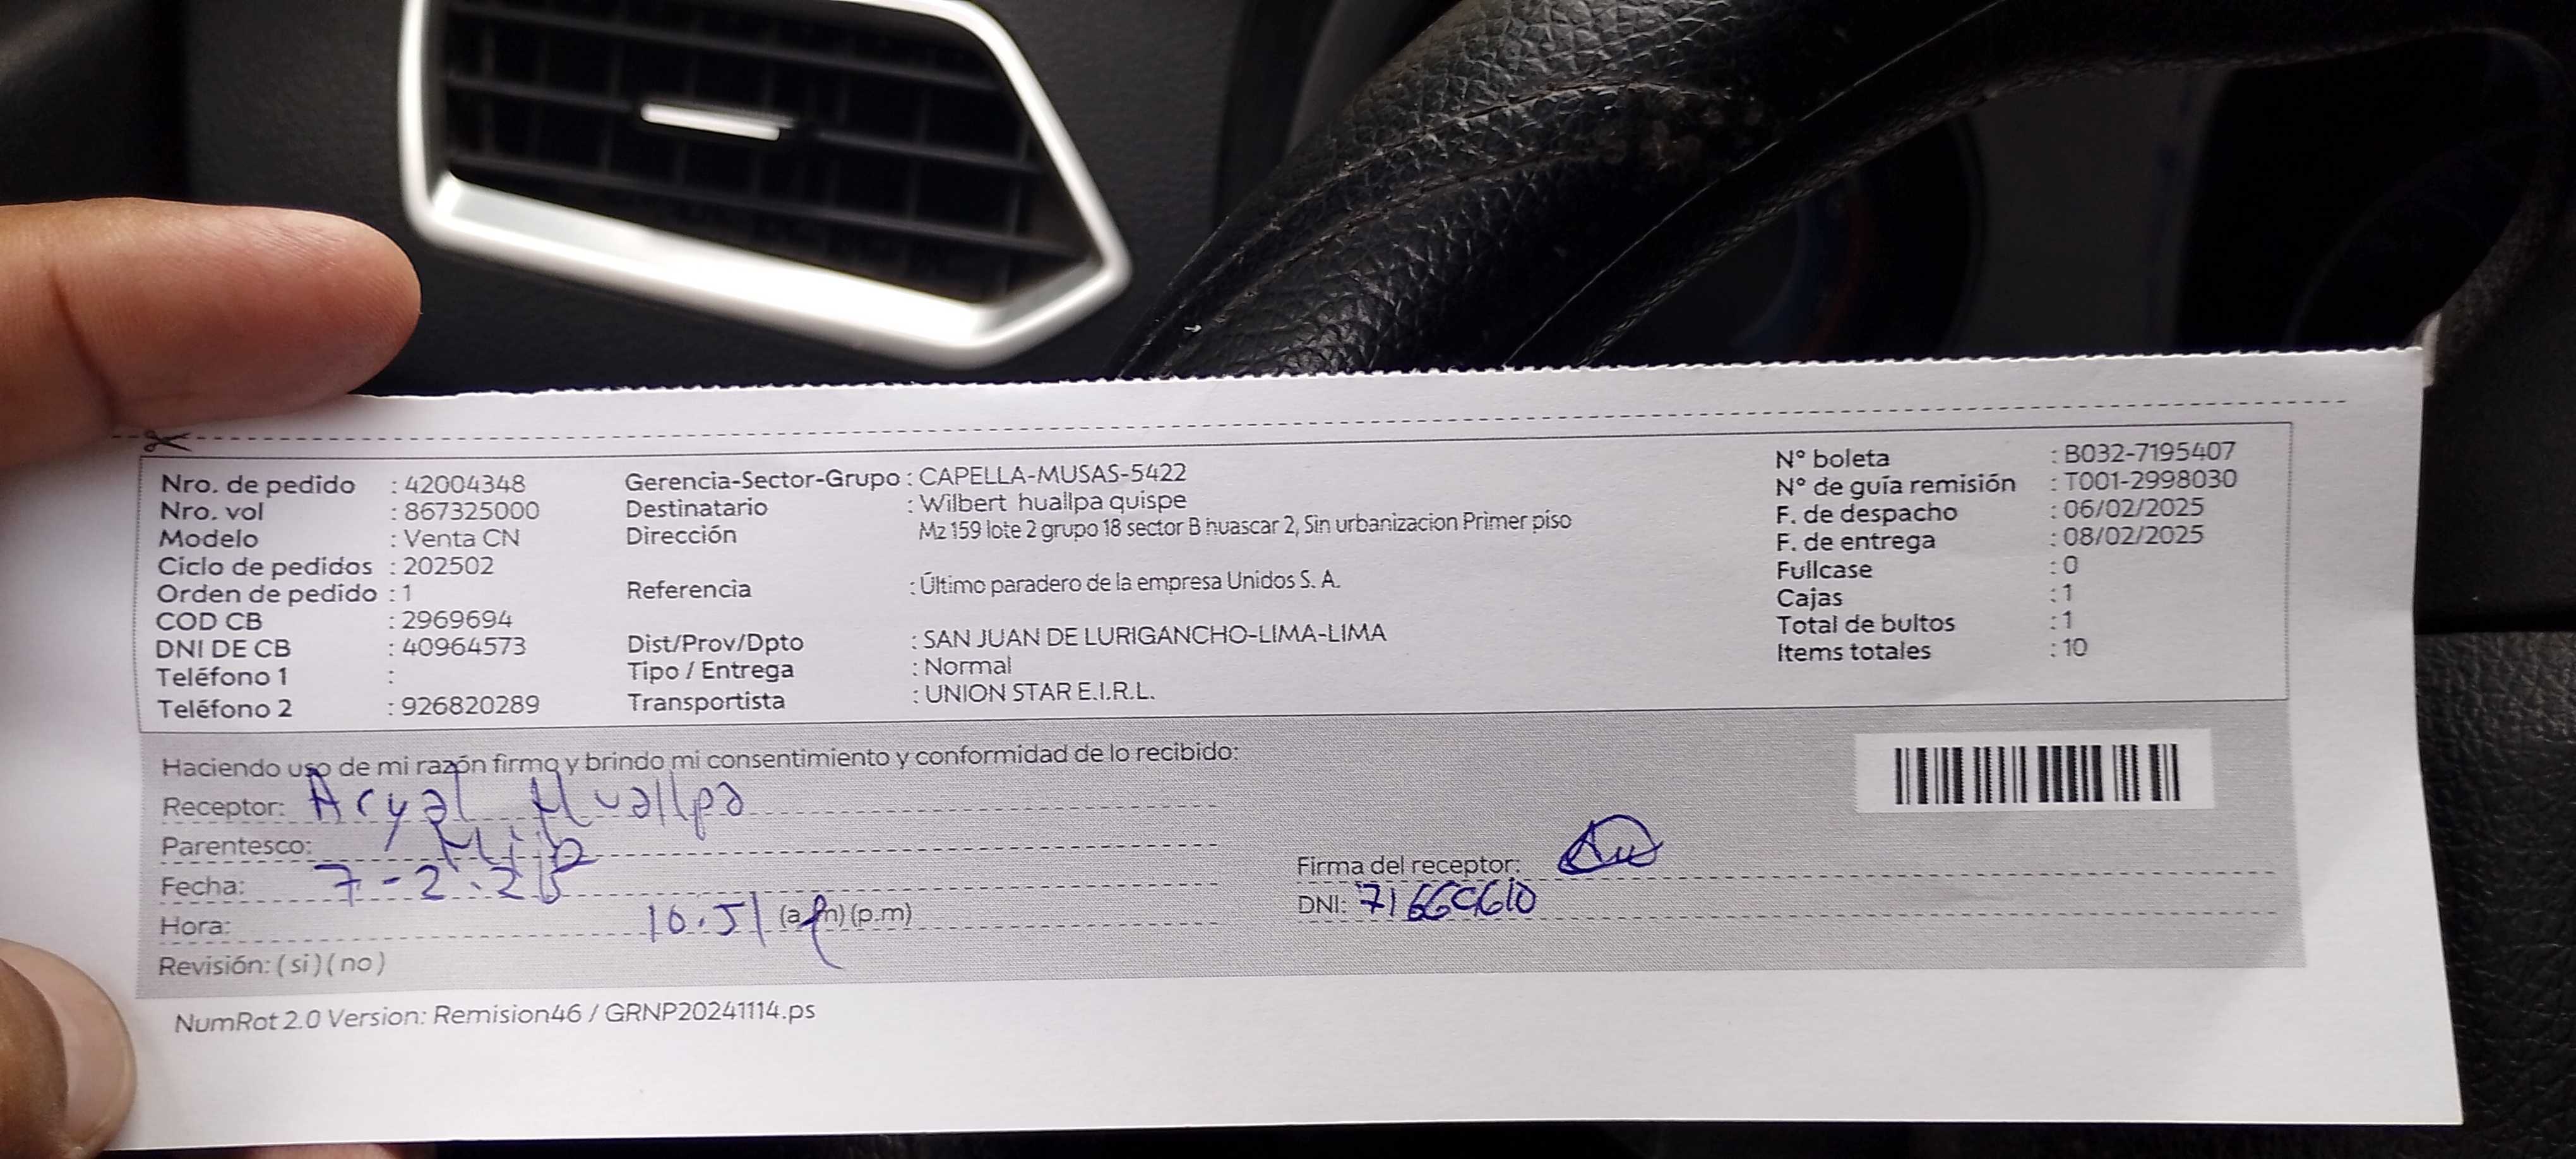 Nro. de pedido : 42004348 Gerencia-Sector-Grupo : CAPELLA-MUSAS-5422 N° boleta : B032-7195407
Nro. vol : 867325000 Destinatario : Wilbert huallpa quispe N° de guía remisión : T001-2998030
Modelo : Venta CN Dirección Mz 159 lote 2 grupo 18 sector B huascar 2, Sin urbanizacion Primer piso F. de despacho : 06/02/2025
Ciclo de pedidos : 202502 F. de entrega : 08/02/2025
Orden de pedido : 1 Referencia : Último paradero de la empresa Unidos S. A. Fullcase : 0
COD CB : 2969694 Cajas : 1
DNI DE CB : 40964573 Dist/Prov/Dpto : SAN JUAN DE LURIGANCHO-LIMA-LIMA Total de bultos : 1
Teléfono 1 : Tipo / Entrega : Normal Items totales : 10
Teléfono 2 : 926820289 Transportista : UNION STAR E.I.R.L.
Haciendo uso de mi razón firmo y brindo mi consentimiento y conformidad de lo recibido:
Receptor: Huallpa
Parentesco:
Fecha: 7-2-25
Hora: 10.51 (a.m) (p.m)
Firma del receptor:
DNI:
Revisión: ( si ) ( no )
NumRot 2.0 Version: Remision46 / GRNP20241114.ps